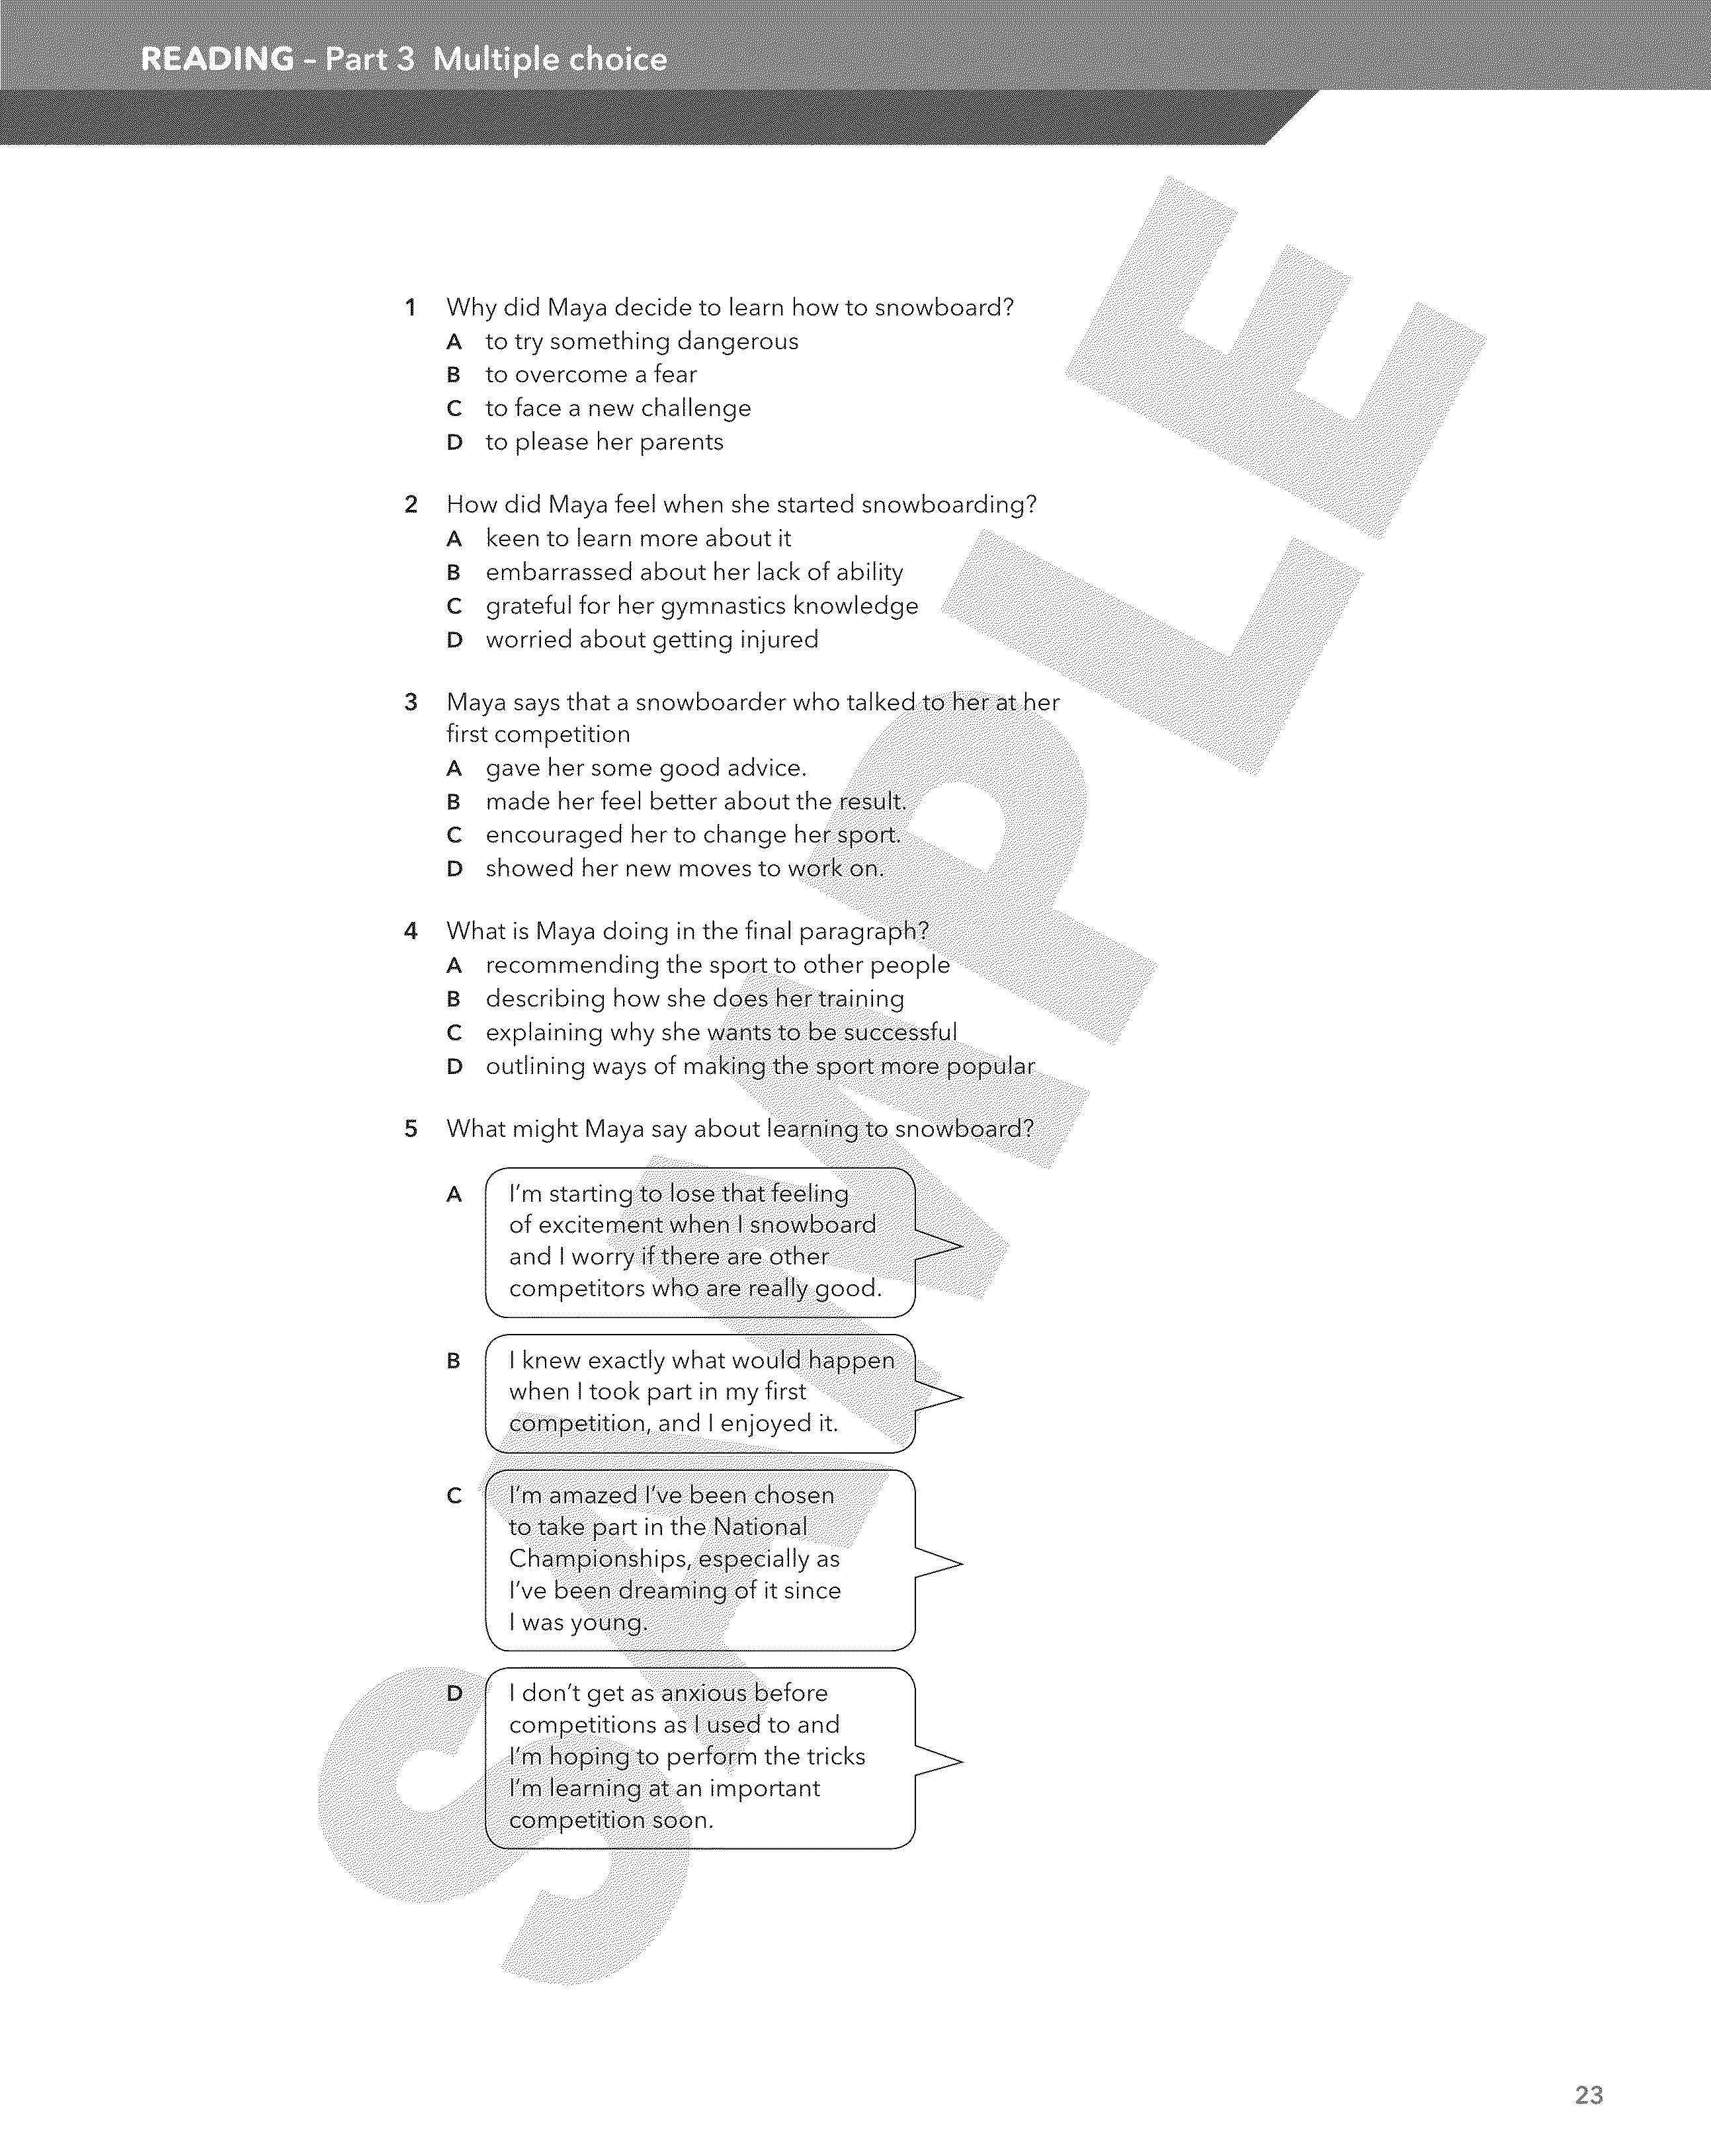 READING – Part 3 Multiple choice
1 Why did Maya decide to learn how to snowboard?
A to try something dangerous
B to overcome a fear
C to face a new challenge
D to please her parents
2 How did Maya feel when she started snowboarding?
A keen to learn more about it
B embarrassed about her lack of ability
C grateful for her gymnastics knowledge
D worried about getting injured
3 Maya says that a snowboarder who talked to her at her
first competition
A gave her some good advice.
B made her feel better about the result.
C encouraged her to change her sport.
D showed her new moves to work on.
4 What is Maya doing in the final paragraph?
A recommending the sport to other people
B describing how she does her training
C explaining why she wants to be successful
D outlining ways of making the sport more popular
5 What might Maya say about learning to snowboard?
A I'm starting to lose that feeling
of excitement when I snowboard
and I worry if there are other
competitors who are really good.
B I knew exactly what would happen
when I took part in my first
competition, and I enjoyed it.
C I'm amazed I've been chosen
to take part in the National
Championships, especially as
I've been dreaming of it since
I was young.
D I don't get as anxious before
competitions as I used to and
I'm hoping to perform the tricks
I'm learning at an important
competition soon.
SAMPLE
23